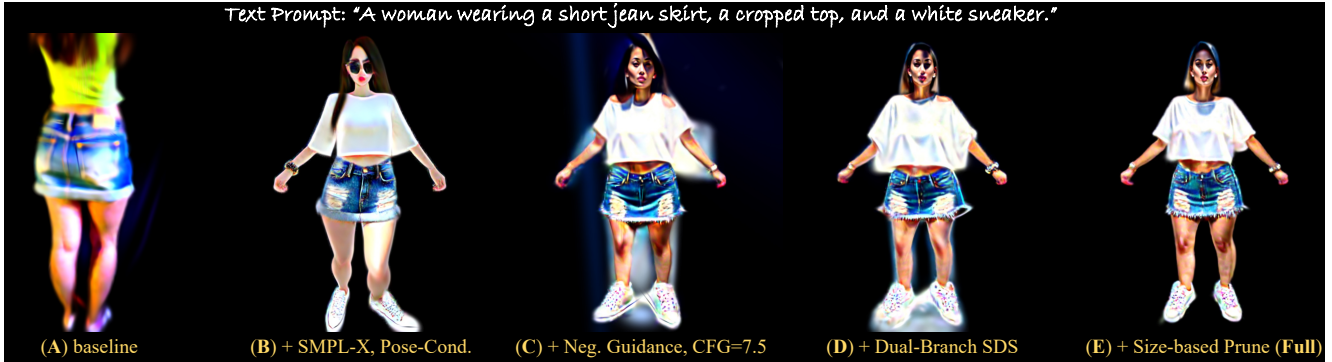 Text Prompt: “A woman wearing a short jean skirt, a cropped top, and a white sneaker.”
(A) baseline (B) + SMPL-X, Pose-Cond. (C) + Neg. Guidance, CFG=7.5 (D) + Dual-Branch SDS (E) + Size-based Prune (Full)